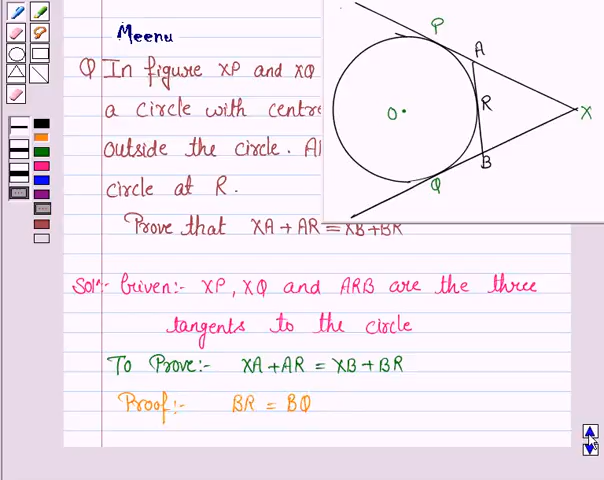 Meenu
Q In figure XP and XQ
a circle with centre
outside the circle. A
circle at R.
Prove that XA + AR = XB + BR
Solⁿ:- Given:- XP, XQ and ARB are the three
tangents to the circle
To Prove:- XA + AR = XB + BR
Proof:- BR = BQ
P
A
O
R
X
B
Q